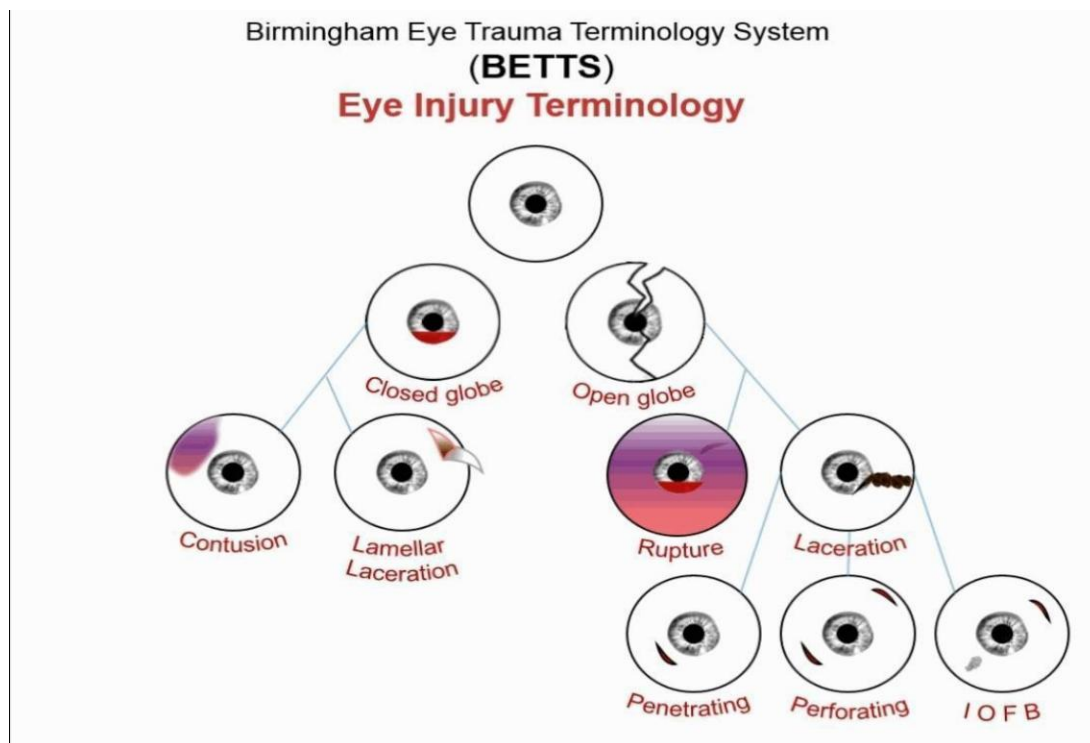 Birmingham Eye Trauma Terminology System
(BETTS)
Eye Injury Terminology
Closed globe
Open globe
Contusion
Lamellar
Laceration
Rupture
Laceration
Penetrating
Perforating
I O F B